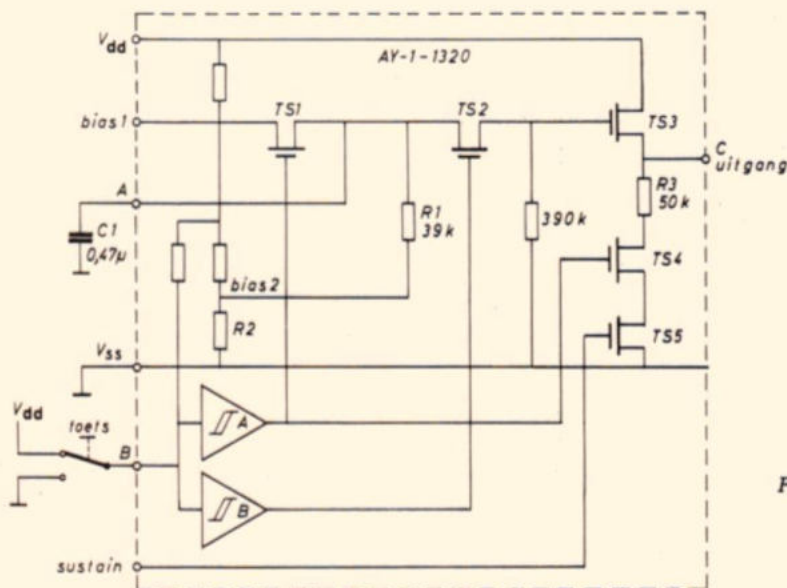 Vdd
AY-1-1320
TS1
TS2
TS3
bias1
C
uitgang
A
R1
39k
390k
R3
50k
C1
0,47µ
bias2
TS4
R2
TS5
Vss
Vdd
toets
A
B
B
sustain
F